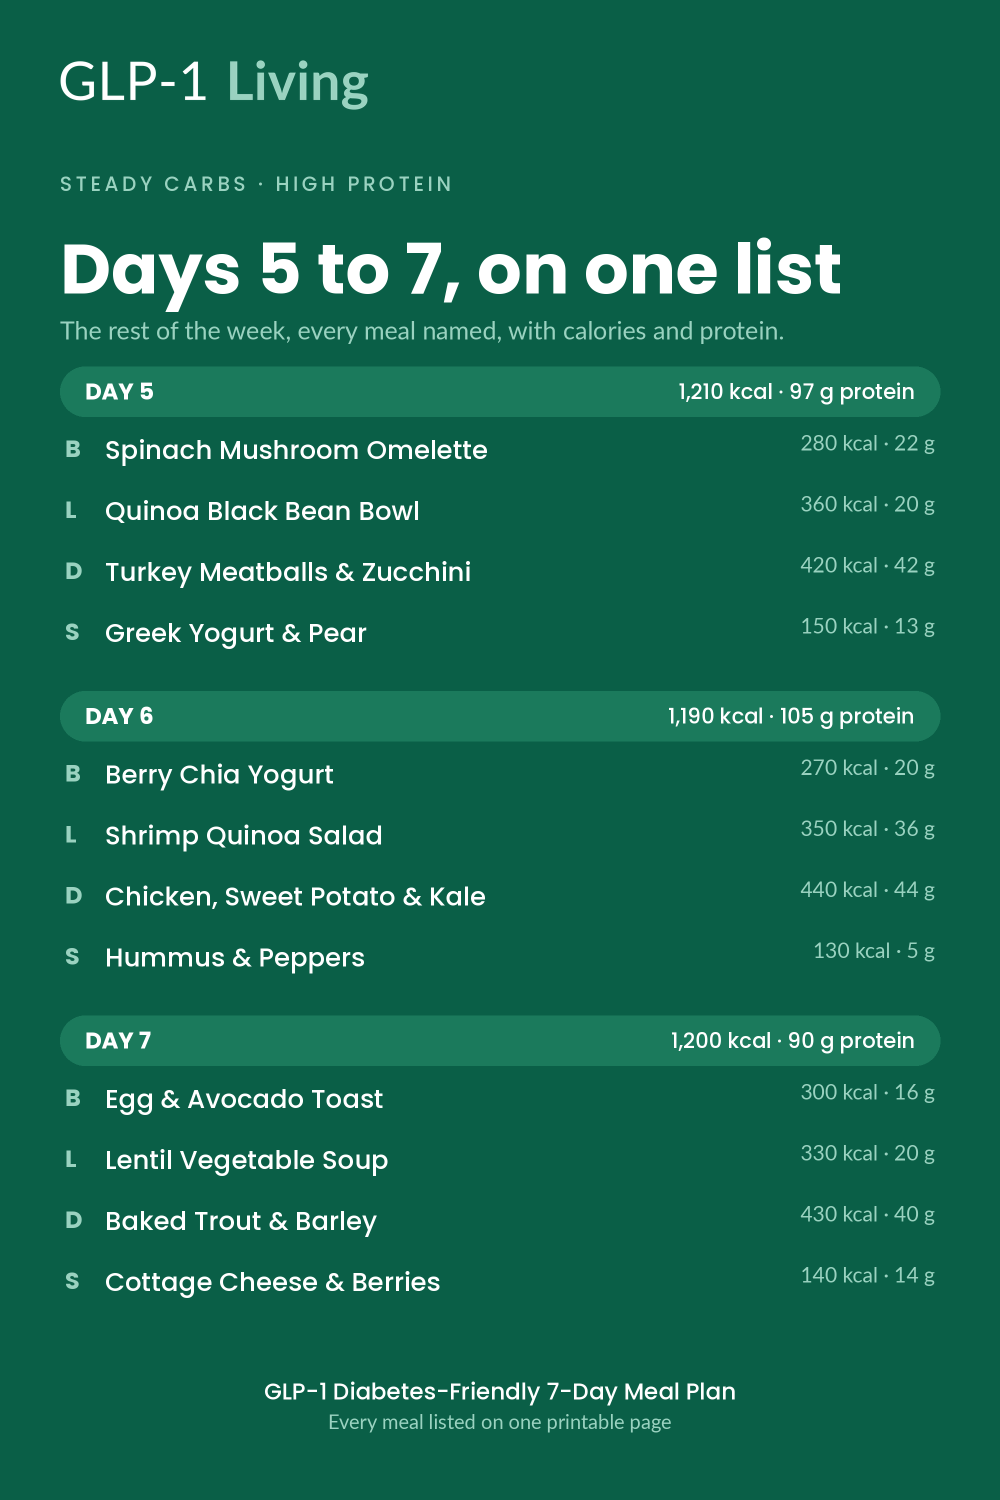 GLP-1 Living
STEADY CARBS · HIGH PROTEIN
Days 5 to 7, on one list
The rest of the week, every meal named, with calories and protein.
DAY 5 1,210 kcal · 97 g protein
B Spinach Mushroom Omelette 280 kcal · 22 g
L Quinoa Black Bean Bowl 360 kcal · 20 g
D Turkey Meatballs & Zucchini 420 kcal · 42 g
S Greek Yogurt & Pear 150 kcal · 13 g
DAY 6 1,190 kcal · 105 g protein
B Berry Chia Yogurt 270 kcal · 20 g
L Shrimp Quinoa Salad 350 kcal · 36 g
D Chicken, Sweet Potato & Kale 440 kcal · 44 g
S Hummus & Peppers 130 kcal · 5 g
DAY 7 1,200 kcal · 90 g protein
B Egg & Avocado Toast 300 kcal · 16 g
L Lentil Vegetable Soup 330 kcal · 20 g
D Baked Trout & Barley 430 kcal · 40 g
S Cottage Cheese & Berries 140 kcal · 14 g
GLP-1 Diabetes-Friendly 7-Day Meal Plan
Every meal listed on one printable page